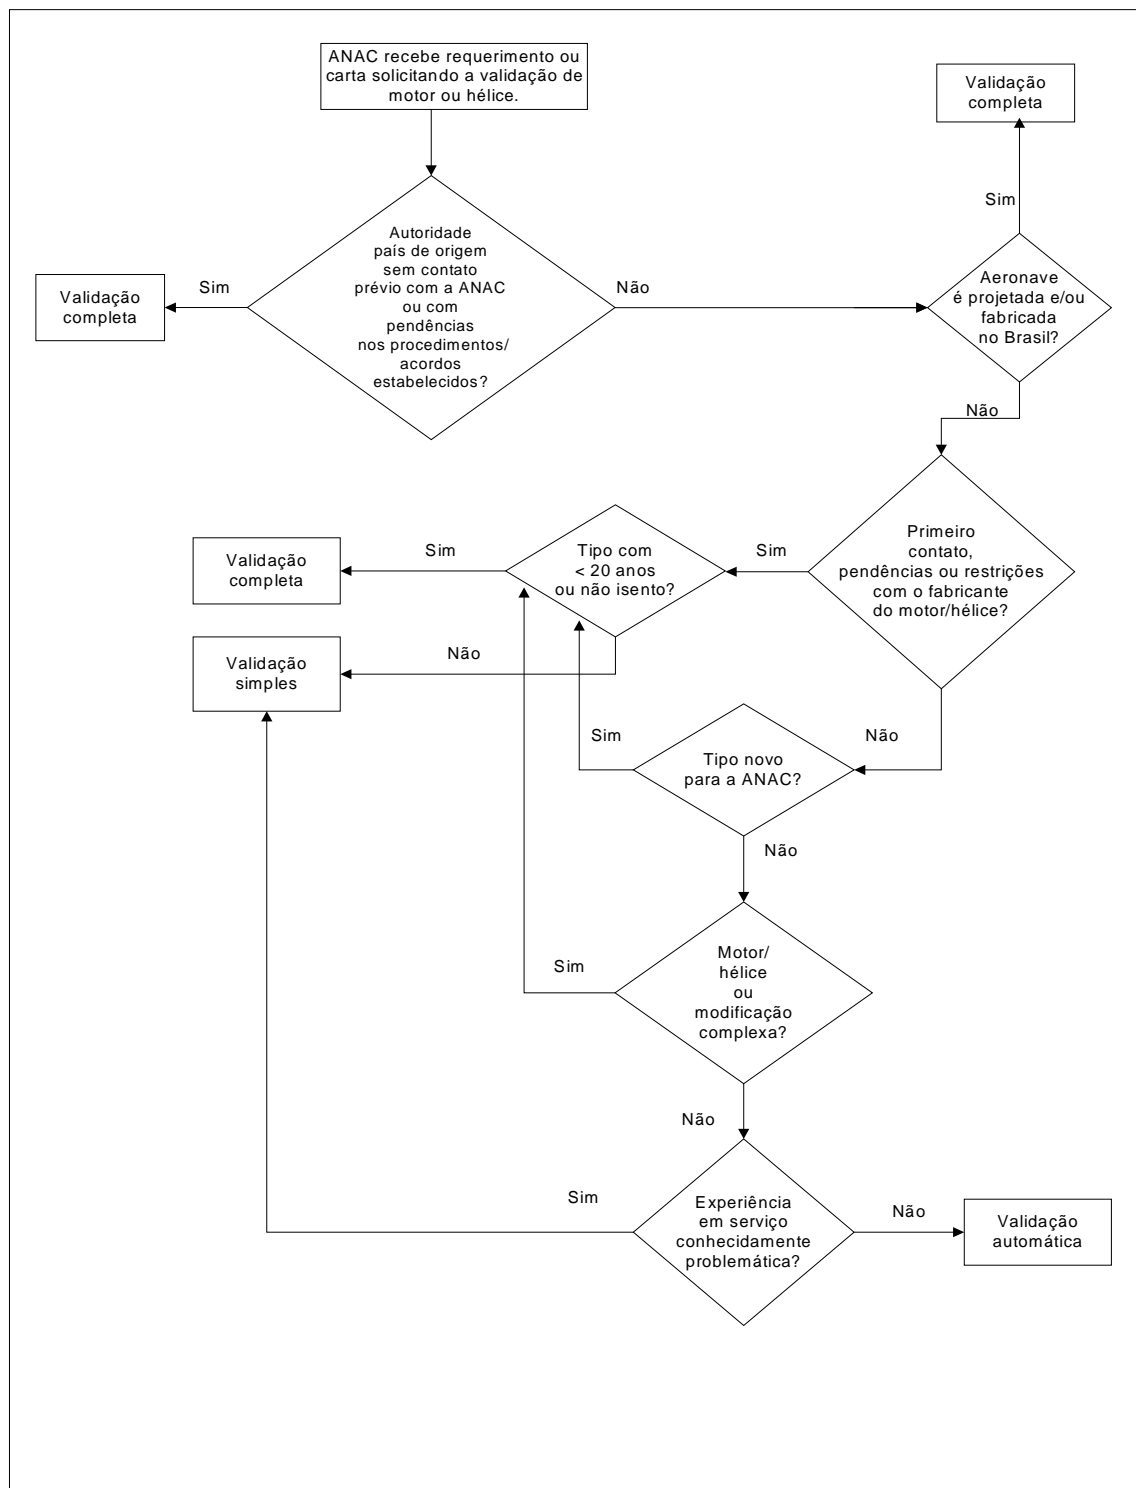 ANAC recebe requerimento ou
carta solicitando a validação de
motor ou hélice.
Validação
completa
Sim
Autoridade
país de origem
sem contato
prévio com a ANAC
ou com
pendências
nos procedimentos/
acordos
estabelecidos?
Sim
Não
Validação
completa
Aeronave
é projetada e/ou
fabricada
no Brasil?
Não
Primeiro
contato,
pendências ou restrições
com o fabricante
do motor/hélice?
Sim
Tipo com
< 20 anos
ou não isento?
Sim
Validação
completa
Não
Validação
simples
Não
Tipo novo
para a ANAC?
Sim
Não
Motor/
hélice
ou
modificação
complexa?
Sim
Não
Experiência
em serviço
conhecidamente
problemática?
Sim
Não
Validação
automática